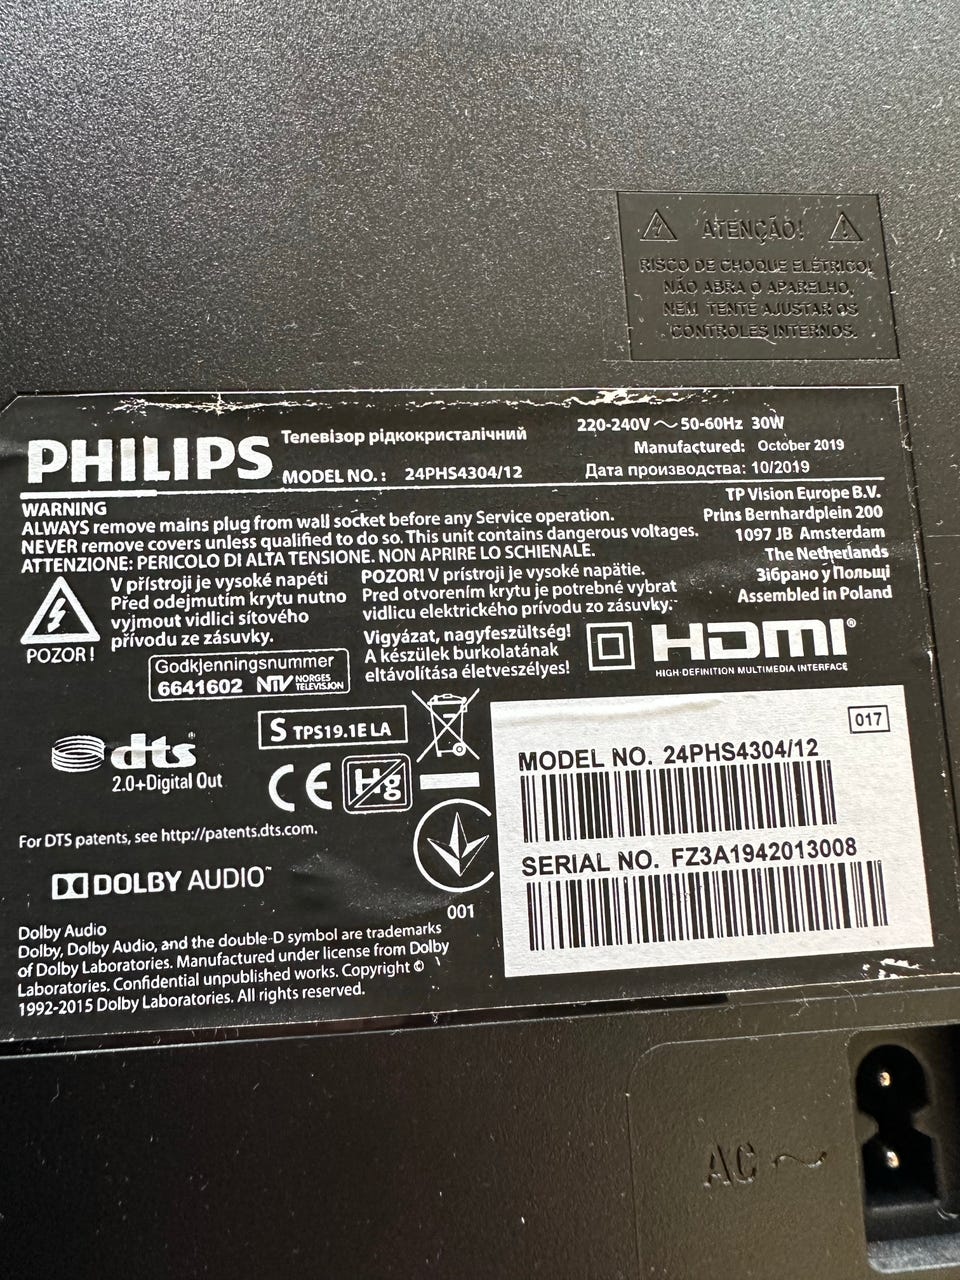 ATENÇÃO!
RISCO DE CHOQUE ELÉTRICO!
NÃO ABRA O APARELHO,
NEM TENTE AJUSTAR OS
CONTROLES INTERNOS.
PHILIPS
Телевізор рідкокристалічний
MODEL NO.: 24PHS4304/12
220-240V ~ 50-60Hz 30W
Manufactured: October 2019
Дата производства: 10/2019
TP Vision Europe B.V.
Prins Bernhardplein 200
1097 JB Amsterdam
The Netherlands
Зібрано у Польщі
Assembled in Poland
WARNING
ALWAYS remove mains plug from wall socket before any Service operation.
NEVER remove covers unless qualified to do so. This unit contains dangerous voltages.
ATTENZIONE: PERICOLO DI ALTA TENSIONE. NON APRIRE LO SCHIENALE.
POZOR!
V přístroji je vysoké napětí
Před odejmutím krytu nutno
vyjmout vidlici sítového
přívodu ze zásuvky.
POZOR! V prístroji je vysoké napätie.
Pred otvorením krytu je potrebné vybrat
vidlicu elektrického prívodu zo zásuvky.
Vigyázat, nagyfeszültség!
A készülek burkolatának
eltávolítása életveszélyes!
HDMI®
HIGH-DEFINITION MULTIMEDIA INTERFACE
Godkjenningsnummer
6641602 NTV NORGES
TELEVISJON
S TPS19.1E LA
dts
2.0+Digital Out
CE
Hg
For DTS patents, see http://patents.dts.com.
DOLBY AUDIO™
001
Dolby Audio
Dolby, Dolby Audio, and the double-D symbol are trademarks
of Dolby Laboratories. Manufactured under license from Dolby
Laboratories. Confidential unpublished works. Copyright ©
1992-2015 Dolby Laboratories. All rights reserved.
017
MODEL NO. 24PHS4304/12
SERIAL NO. FZ3A1942013008
AC ~